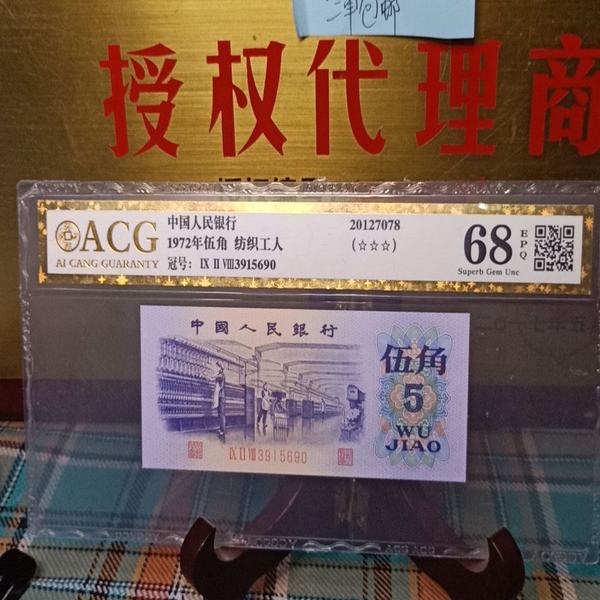 授权代理商
ACG
AI CANG GUARANTY
中国人民银行
1972年伍角 纺织工人
冠号: IX II VIII3915690
20127078
(☆☆☆)
68
EPQ
Superb Gem Unc
中國人民銀行
伍角
5
WU
JIAO
IX II VIII 3915690